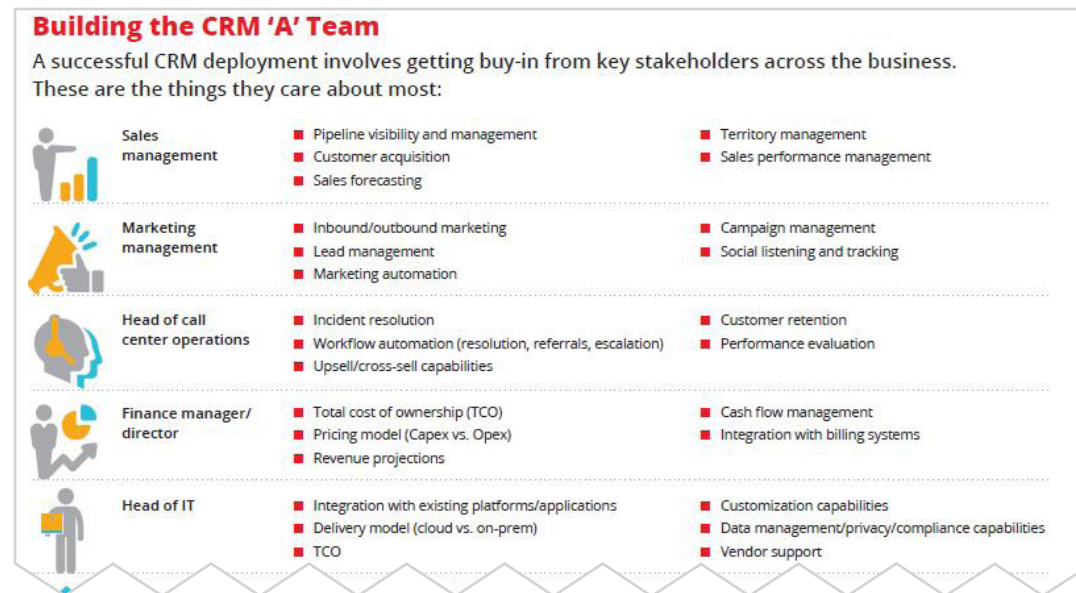 Building the CRM ‘A’ Team
A successful CRM deployment involves getting buy-in from key stakeholders across the business.
These are the things they care about most:
Sales
management
Pipeline visibility and management
Customer acquisition
Sales forecasting
Territory management
Sales performance management
Marketing
management
Inbound/outbound marketing
Lead management
Marketing automation
Campaign management
Social listening and tracking
Head of call
center operations
Incident resolution
Workflow automation (resolution, referrals, escalation)
Upsell/cross-sell capabilities
Customer retention
Performance evaluation
Finance manager/
director
Total cost of ownership (TCO)
Pricing model (Capex vs. Opex)
Revenue projections
Cash flow management
Integration with billing systems
Head of IT
Integration with existing platforms/applications
Delivery model (cloud vs. on-prem)
TCO
Customization capabilities
Data management/privacy/compliance capabilities
Vendor support